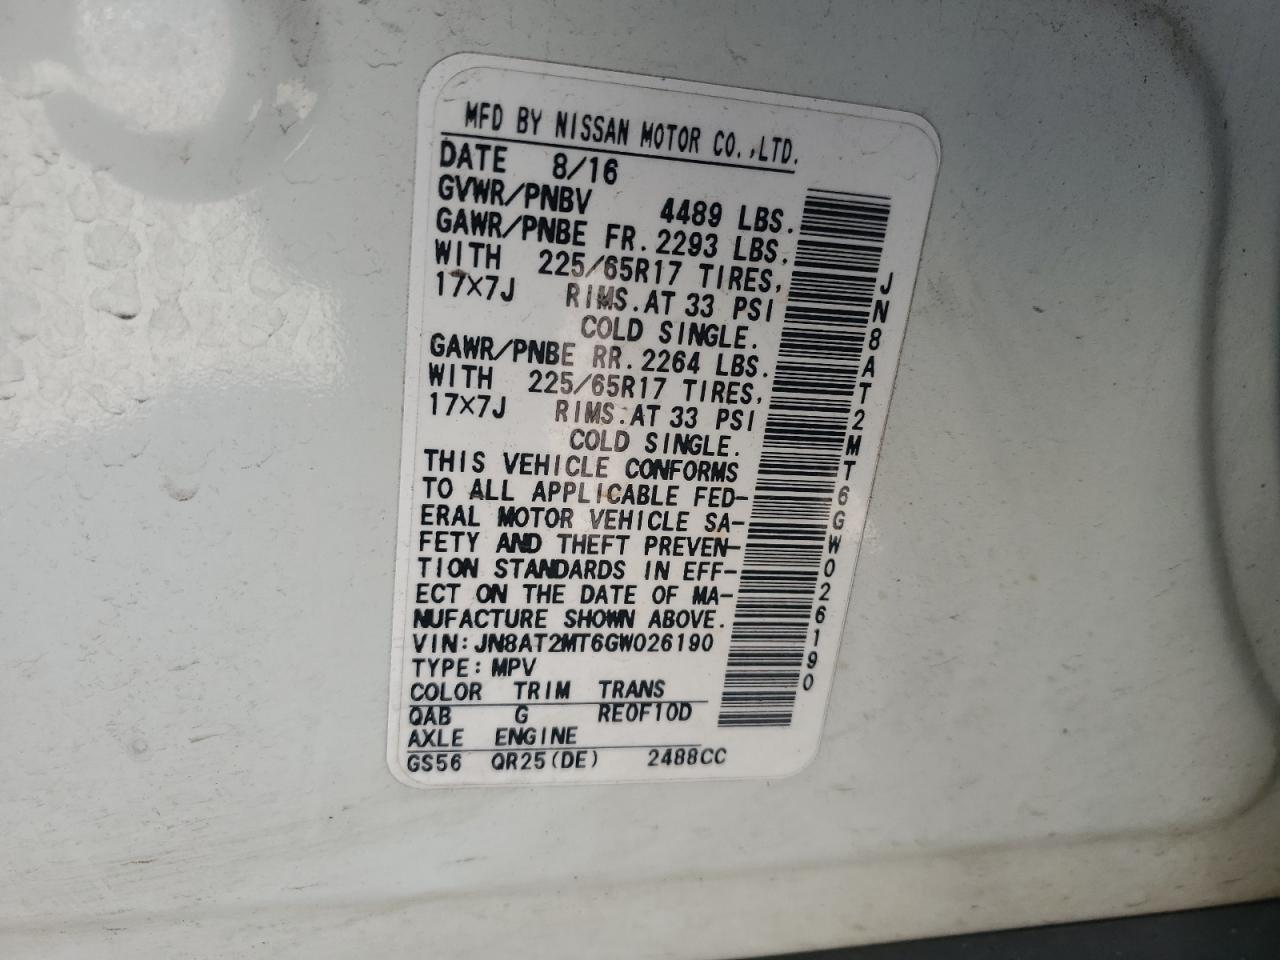 MFD BY NISSAN MOTOR CO.,LTD.
DATE 8/16
GVWR/PNBV 4489 LBS.
GAWR/PNBE FR. 2293 LBS.
WITH 225/65R17 TIRES,
17X7J RIMS.AT 33 PSI
COLD SINGLE.
GAWR/PNBE RR. 2264 LBS.
WITH 225/65R17 TIRES,
17X7J RIMS.AT 33 PSI
COLD SINGLE.
THIS VEHICLE CONFORMS
TO ALL APPLICABLE FED-
ERAL MOTOR VEHICLE SA-
FETY AND THEFT PREVEN-
TION STANDARDS IN EFF-
ECT ON THE DATE OF MA-
NUFACTURE SHOWN ABOVE.
VIN:JN8AT2MT6GW026190
TYPE:MPV
COLOR TRIM TRANS
QAB G RE0F10D
AXLE ENGINE
GS56 QR25(DE) 2488CC
JN8AT2MT6GW026190